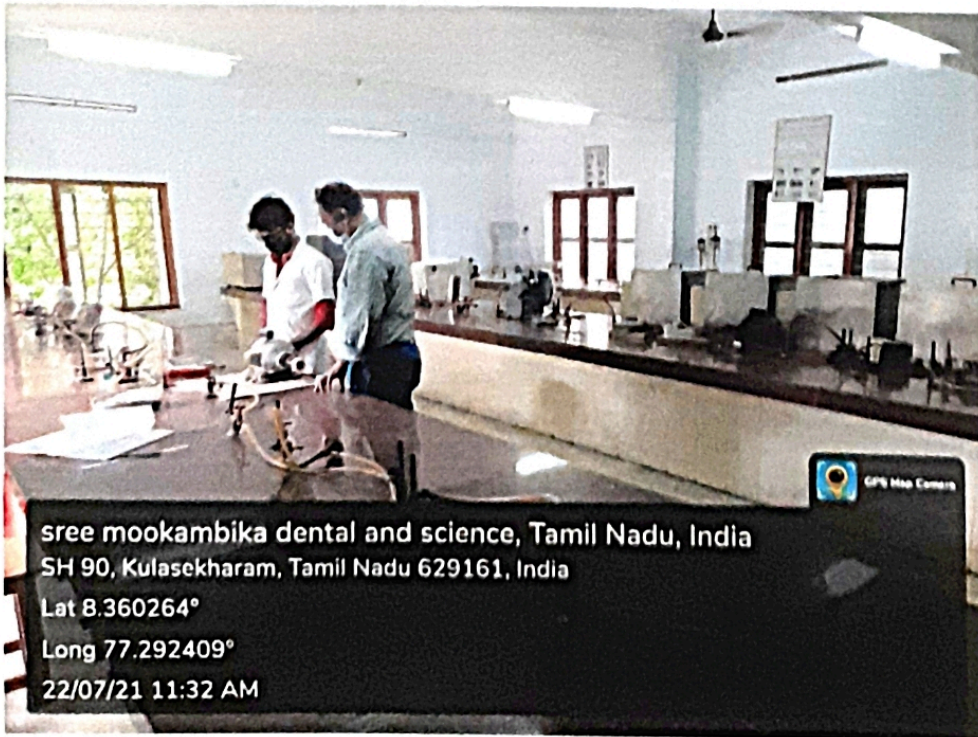 GPS Map Camera
sree mookambika dental and science, Tamil Nadu, India
SH 90, Kulasekharam, Tamil Nadu 629161, India
Lat 8.360264°
Long 77.292409°
22/07/21 11:32 AM